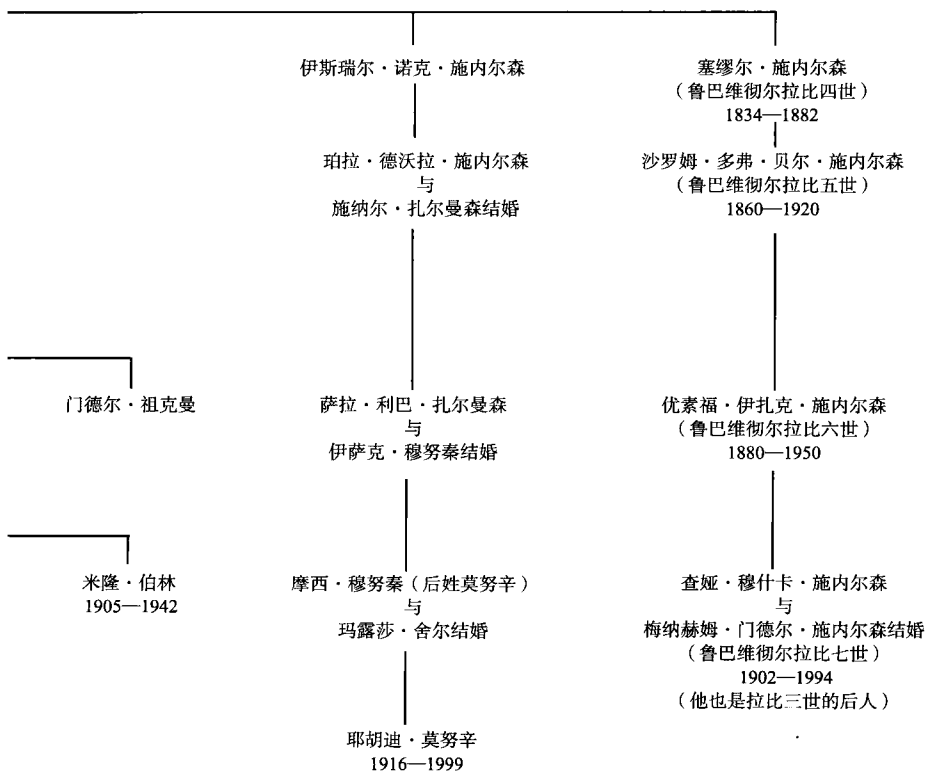 伊斯瑞尔·诺克·施内尔森
塞缪尔·施内尔森
（鲁巴维彻尔拉比四世）
1834—1882
珀拉·德沃拉·施内尔森
与
施纳尔·扎尔曼森结婚
沙罗姆·多弗·贝尔·施内尔森
（鲁巴维彻尔拉比五世）
1860—1920
门德尔·祖克曼
萨拉·利巴·扎尔曼森
与
伊萨克·穆努秦结婚
优素福·伊扎克·施内尔森
（鲁巴维彻尔拉比六世）
1880—1950
米隆·伯林
1905—1942
摩西·穆努秦（后姓莫努辛）
与
玛露莎·舍尔结婚
查娅·穆什卡·施内尔森
与
梅纳赫姆·门德尔·施内尔森结婚
（鲁巴维彻尔拉比七世）
1902—1994
（他也是拉比三世的后人）
耶胡迪·莫努辛
1916—1999